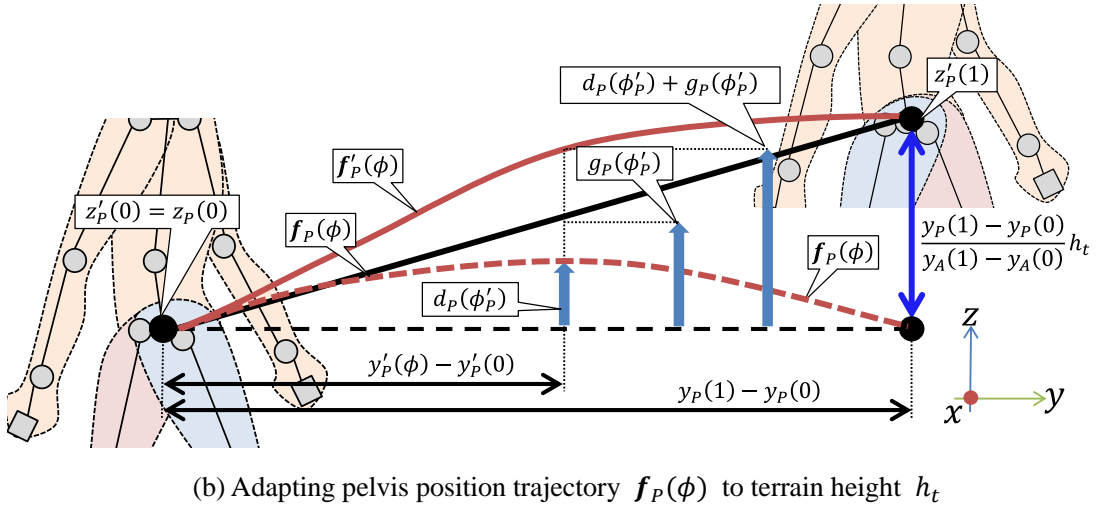 d_P(ϕ′_P) + g_P(ϕ′_P)
z′_P(1)
f′_P(ϕ)
g_P(ϕ′_P)
z′_P(0) = z_P(0)
f_P(ϕ)
y_P(1) − y_P(0)
y_A(1) − y_A(0)
h_t
f_P(ϕ)
d_P(ϕ′_P)
z
y′_P(ϕ) − y′_P(0)
y_P(1) − y_P(0)
x
y
(b) Adapting pelvis position trajectory f_P(ϕ) to terrain height h_t